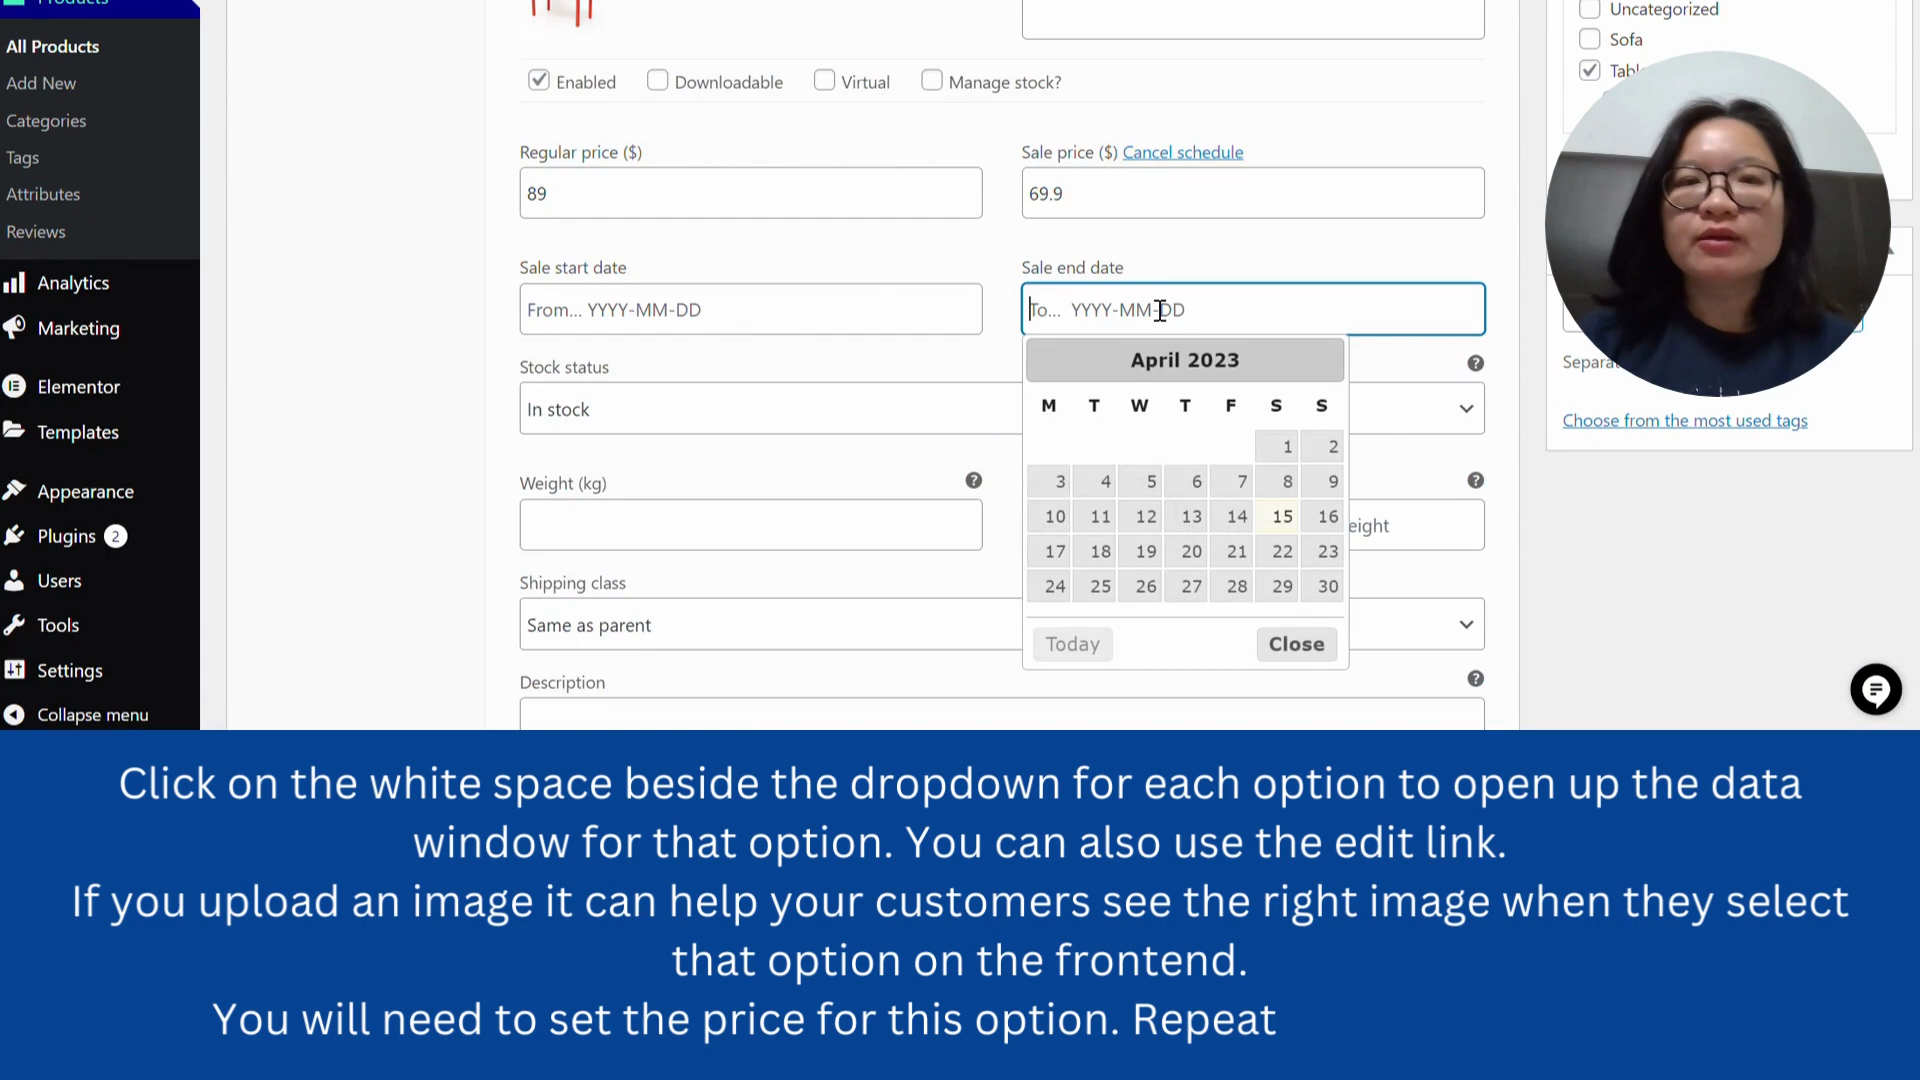 Products
All Products
Add New
Categories
Tags
Attributes
Reviews
Analytics
Marketing
Elementor
Templates
Appearance
Plugins 2
Users
Tools
Settings
Collapse menu
Enabled Downloadable Virtual Manage stock?
Regular price ($)
89
Sale price ($) Cancel schedule
69.9
Sale start date
From... YYYY-MM-DD
Sale end date
To... YYYY-MM-DD
Stock status
In stock
April 2023
M T W T F S S
1 2
3 4 5 6 7 8 9
10 11 12 13 14 15 16
17 18 19 20 21 22 23
24 25 26 27 28 29 30
Today Close
Weight (kg)
Shipping class
Same as parent
Description
Uncategorized
Sofa
Choose from the most used tags
Click on the white space beside the dropdown for each option to open up the data
window for that option. You can also use the edit link.
If you upload an image it can help your customers see the right image when they select
that option on the frontend.
You will need to set the price for this option. Repeat